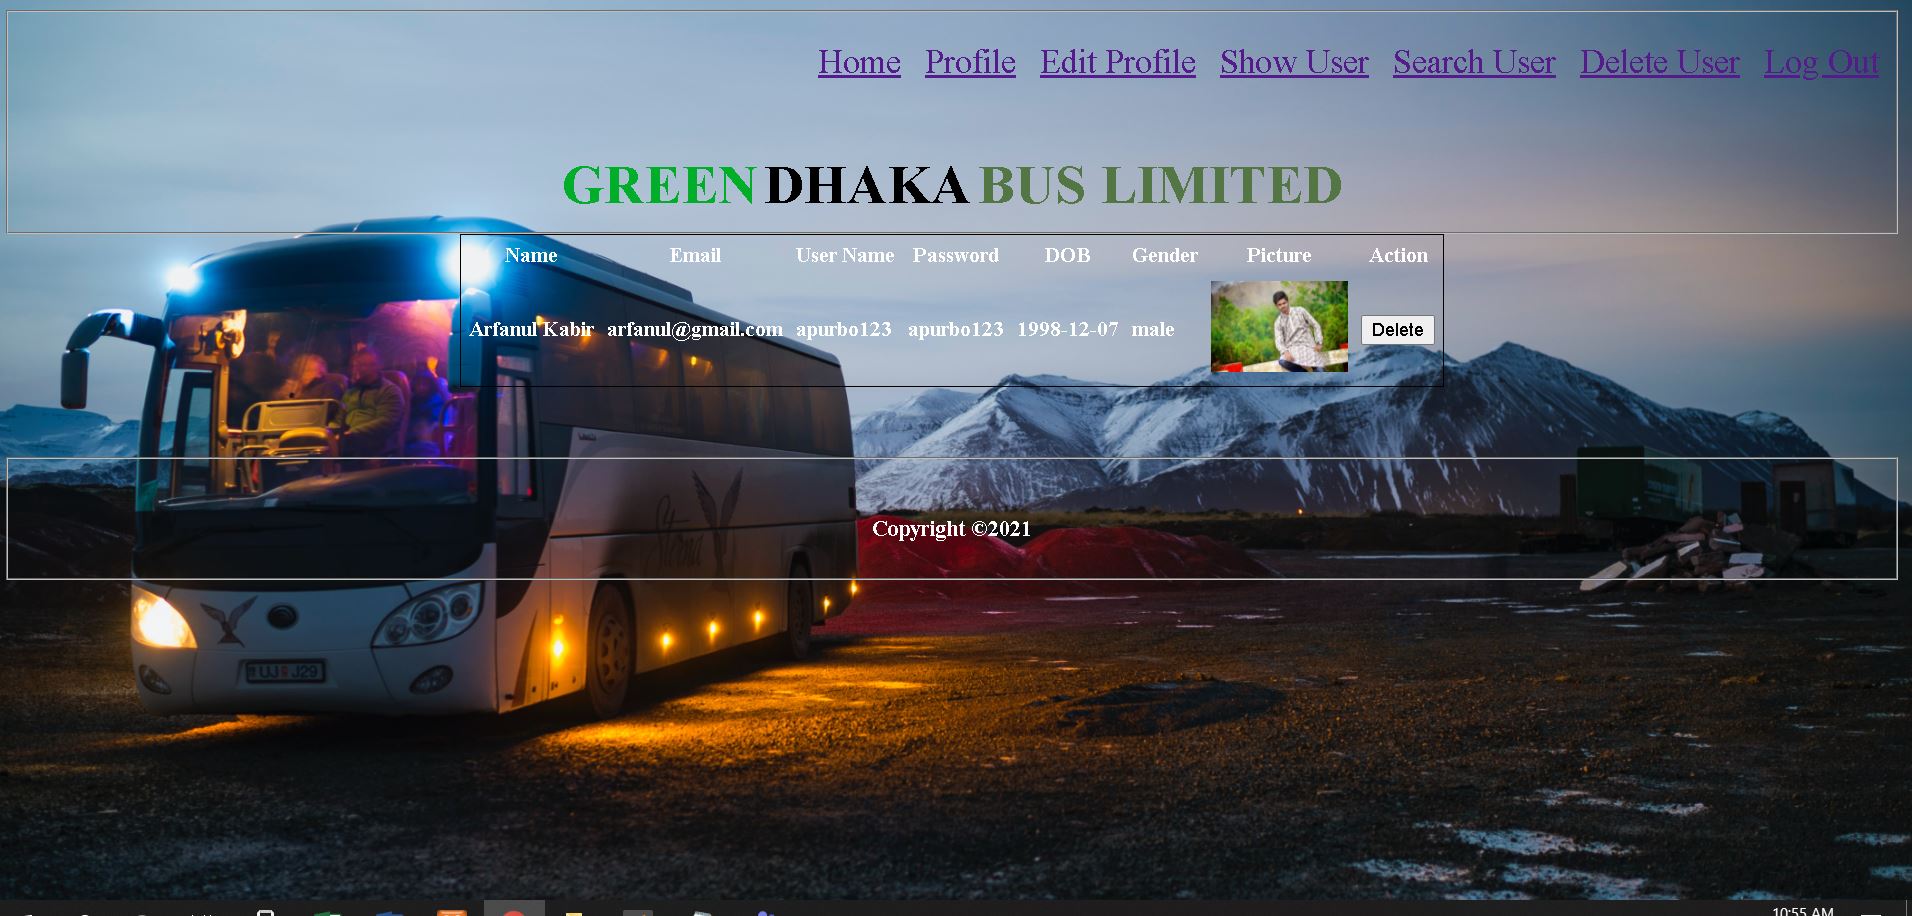 Home Profile Edit Profile Show User Search User Delete User Log Out
GREEN DHAKA BUS LIMITED
Name Email User Name Password DOB Gender Picture Action
Arfanul Kabir arfanul@gmail.com apurbo123 apurbo123 1998-12-07 male Delete
Copyright ©2021
UJ J29
10:55 AM